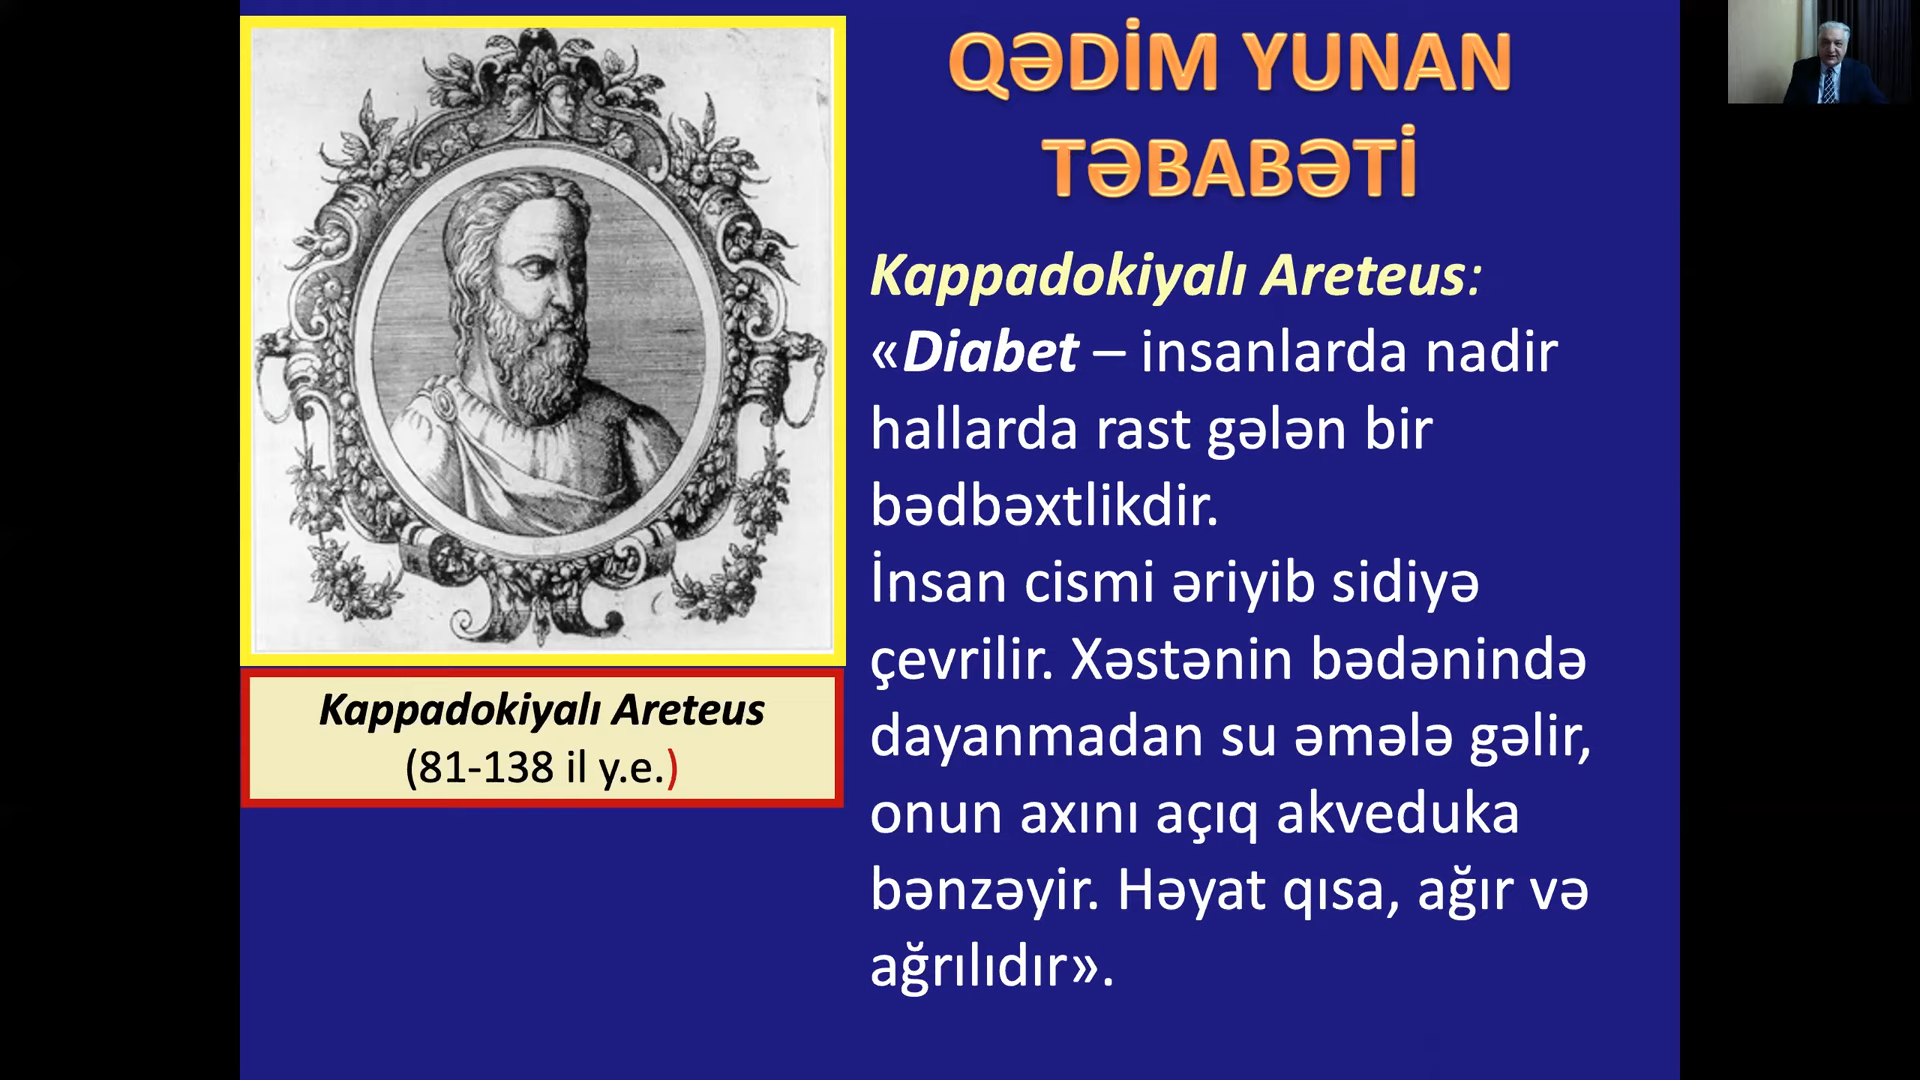 QƏDİM YUNAN
TƏBABƏTİ
Kappadokiyalı Areteus:
«Diabet – insanlarda nadir
hallarda rast gələn bir
bədbəxtlikdir.
İnsan cismi əriyib sidiyə
çevrilir. Xəstənin bədənində
dayanmadan su əmələ gəlir,
onun axını açıq akveduka
bənzəyir. Həyat qısa, ağır və
ağrılıdır».
Kappadokiyalı Areteus
(81-138 il y.e.)